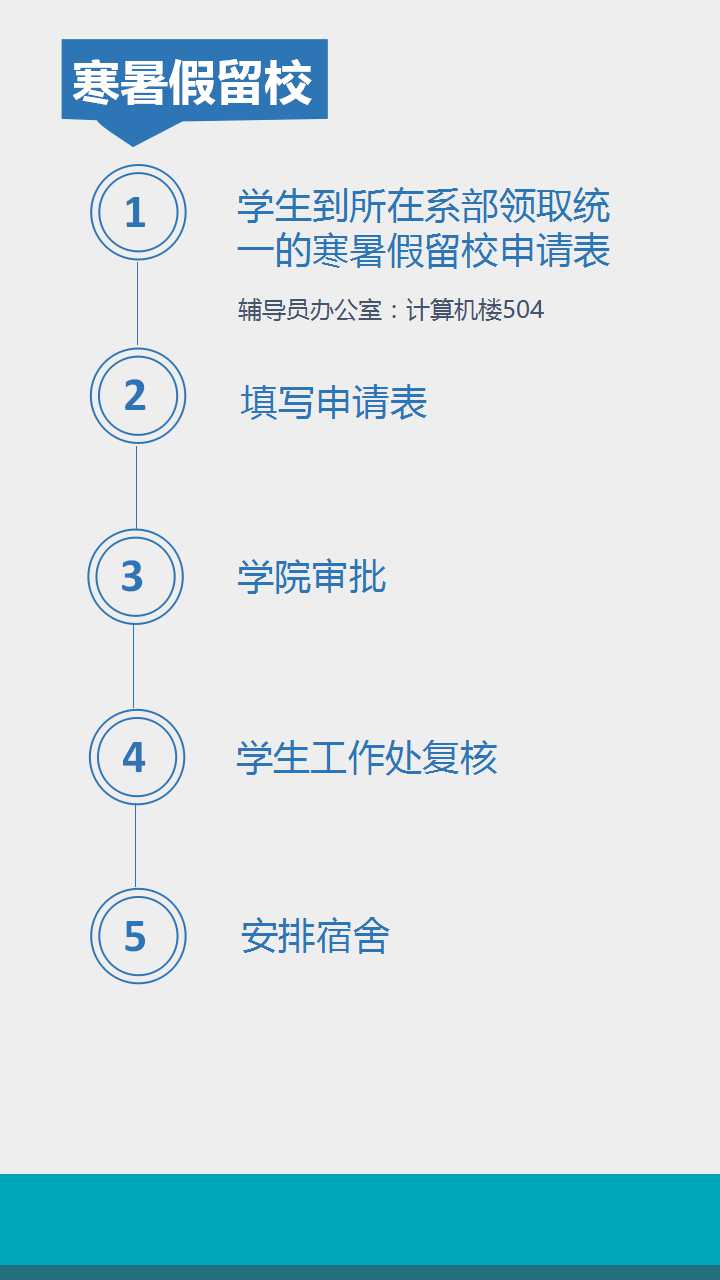 寒暑假留校
1
学生到所在系部领取统
一的寒暑假留校申请表
辅导员办公室：计算机楼504
2
填写申请表
3
学院审批
4
学生工作处复核
5
安排宿舍